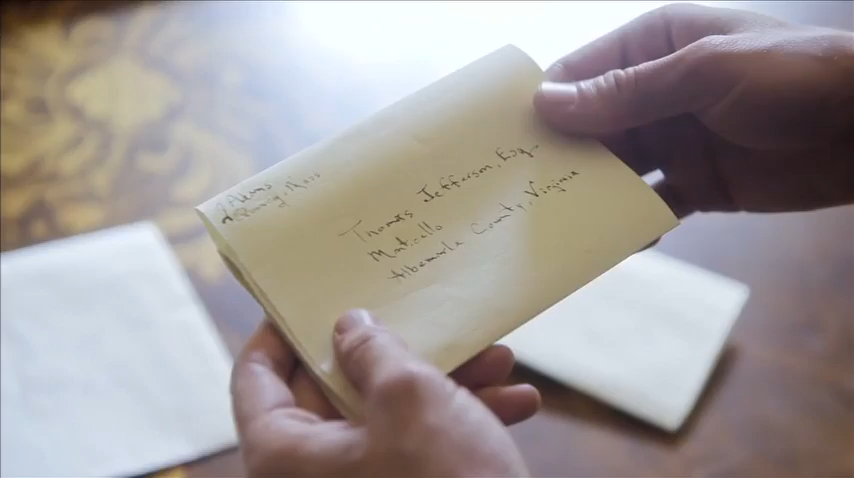 J Adams
Quincy, Mass
Thomas Jefferson, Esq.
Monticello
Albemarle County, Virginia